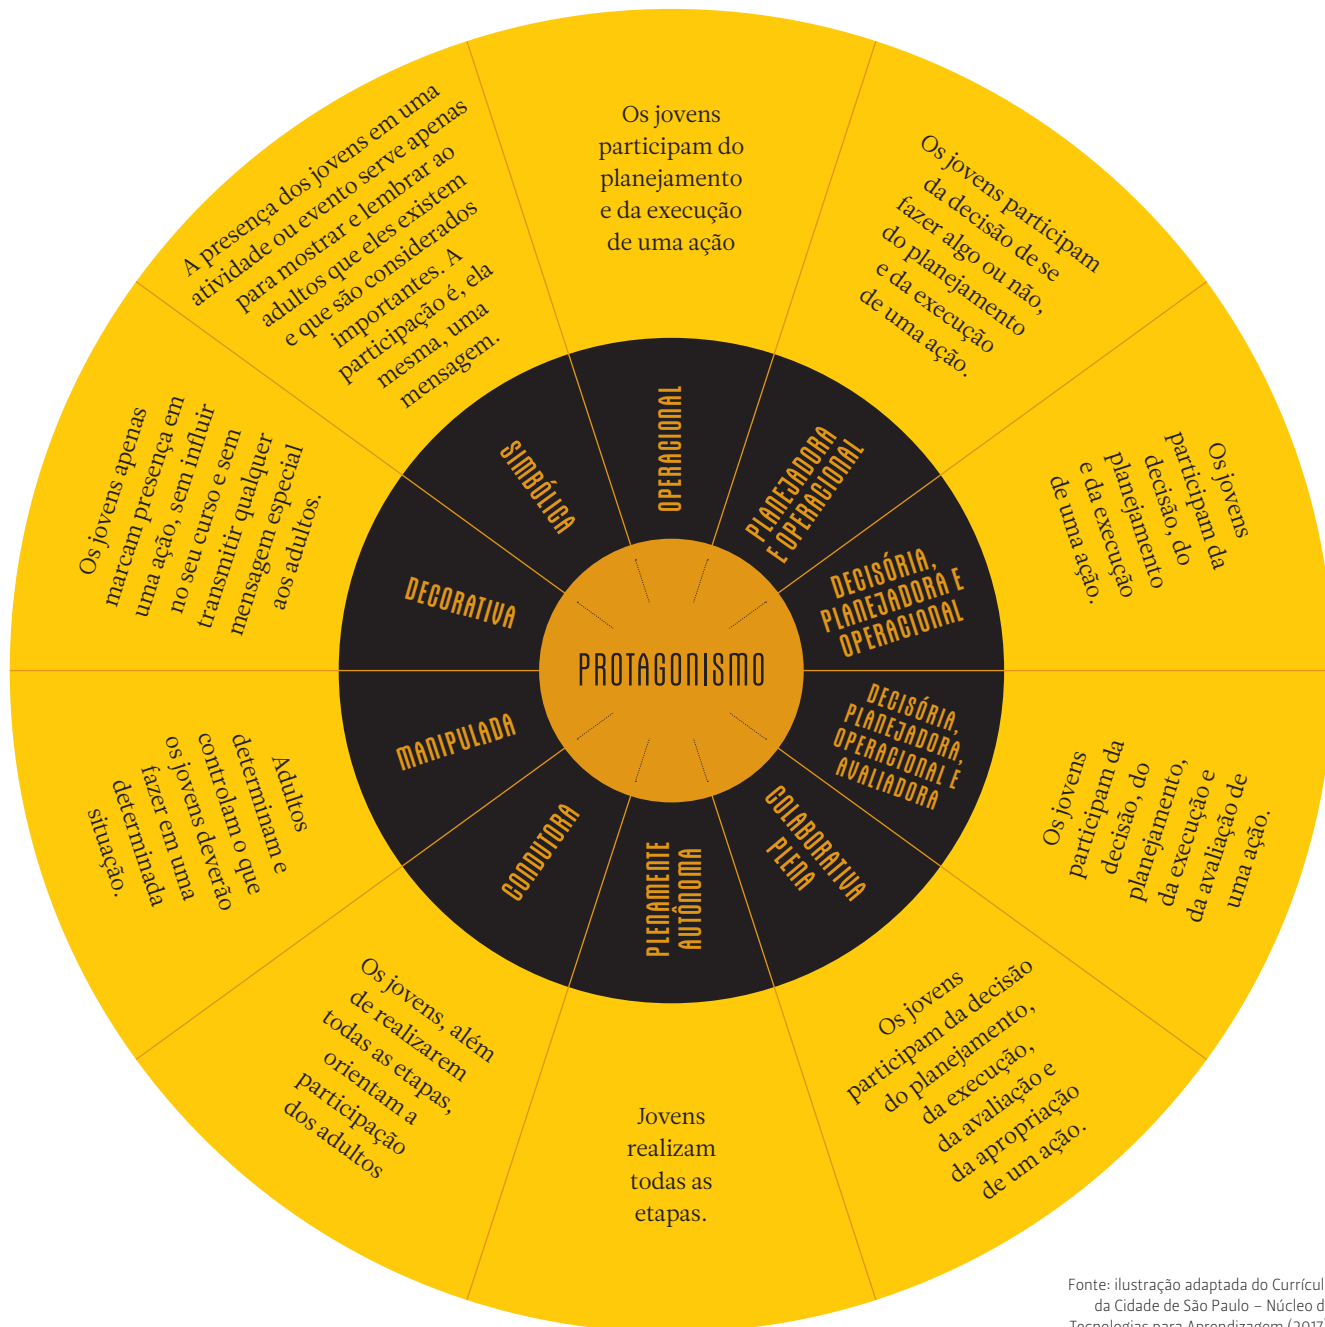 PROTAGONISMO
MANIPULADA
Adultos
determinam e
controlam o que
os jovens deverão
fazer em uma
determinada
situação.
DECORATIVA
Os jovens apenas
marcam presença em
uma ação, sem influir
no seu curso e sem
transmitir qualquer
mensagem especial
aos adultos.
SIMBÓLICA
A presença dos jovens em uma
atividade ou evento serve apenas
para mostrar e lembrar ao
adultos que eles existem
e que são considerados
importantes. A
participação é, ela
mesma, uma
mensagem.
OPERACIONAL
Os jovens
participam do
planejamento
e da execução
de uma ação
PLANEJADORA
E OPERACIONAL
Os jovens participam
da decisão de se
fazer algo ou não,
do planejamento
e da execução
de uma ação.
DECISÓRIA,
PLANEJADORA E
OPERACIONAL
Os jovens
participam da
decisão, do
planejamento
e da execução
de uma ação.
DECISÓRIA,
PLANEJADORA,
OPERACIONAL E
AVALIADORA
Os jovens
participam da
decisão, do
planejamento,
da execução e
da avaliação de
uma ação.
COLABORATIVA
PLENA
Os jovens
participam da decisão
do planejamento,
da execução,
da avaliação e
da apropriação
de um ação.
PLENAMENTE
AUTÔNOMA
Jovens
realizam
todas as
etapas.
CONDUTORA
Os jovens, além
de realizarem
todas as etapas,
orientam a
participação
dos adultos
Fonte: ilustração adaptada do Currícul
da Cidade de São Paulo – Núcleo d
Tecnologias para Aprendizagem (2017